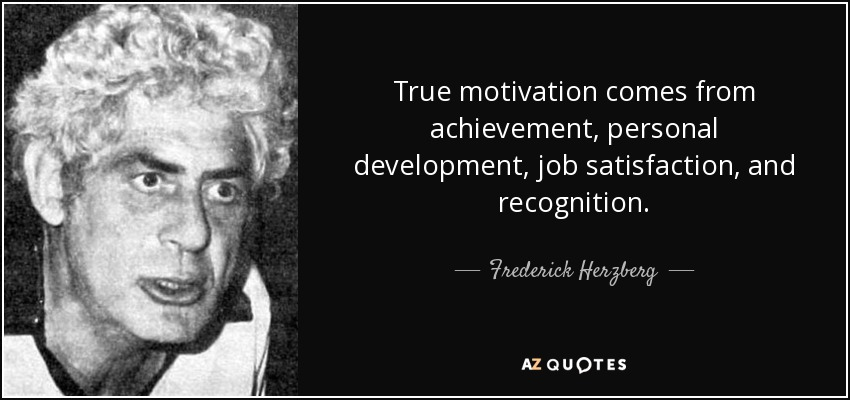 True motivation comes from
achievement, personal
development, job satisfaction, and
recognition.
— Frederick Herzberg —
AZ QUOTES